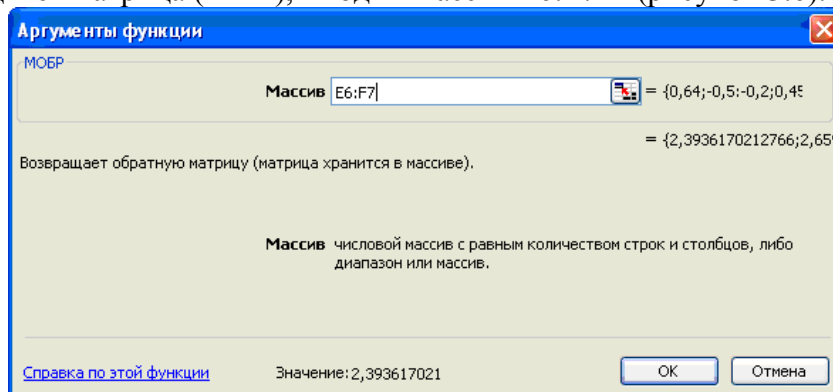 Аргументы функции
МОБР
Массив E6:F7 = {0,64;-0,5:-0,2;0,45
= {2,3936170212766;2,65
Возвращает обратную матрицу (матрица хранится в массиве).
Массив числовой массив с равным количеством строк и столбцов, либо
диапазон или массив.
Справка по этой функции Значение:2,393617021 OK Отмена